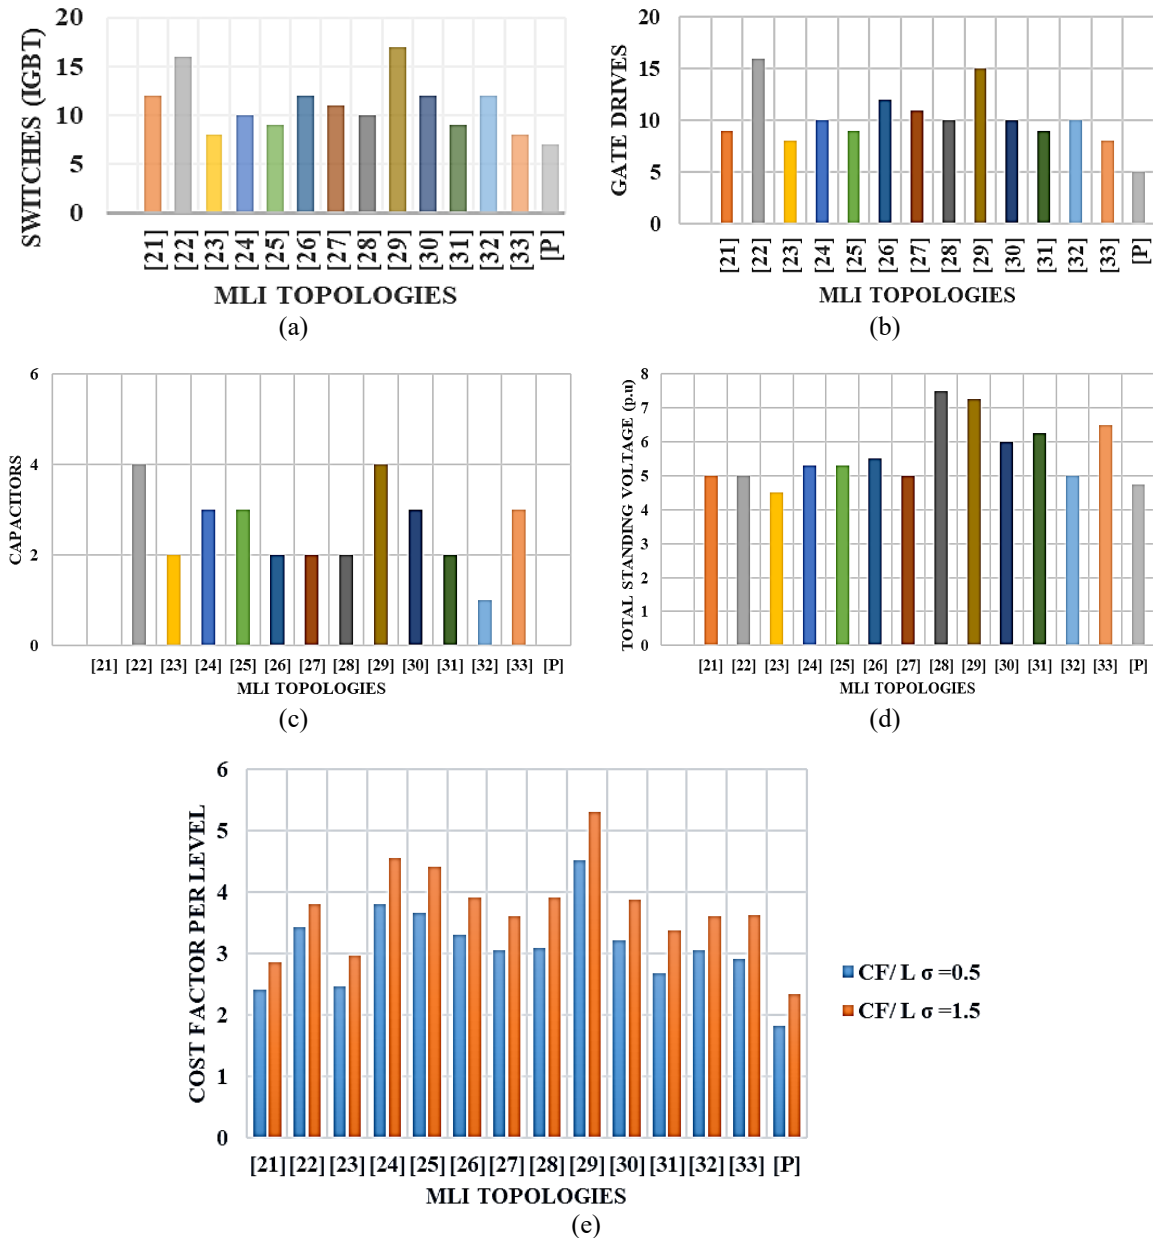 SWITCHES (IGBT)
20
15
10
5
0
[21] [22] [23] [24] [25] [26] [27] [28] [29] [30] [31] [32] [33] [P]
MLI TOPOLOGIES
(a)
GATE DRIVES
20
15
10
5
0
[21] [22] [23] [24] [25] [26] [27] [28] [29] [30] [31] [32] [33] [P]
MLI TOPOLOGIES
(b)
CAPACITORS
6
4
2
0
[21] [22] [23] [24] [25] [26] [27] [28] [29] [30] [31] [32] [33] [P]
MLI TOPOLOGIES
(c)
TOTAL STANDING VOLTAGE (p.u)
8
7
6
5
4
3
2
1
0
[21] [22] [23] [24] [25] [26] [27] [28] [29] [30] [31] [32] [33] [P]
MLI TOPOLOGIES
(d)
COST FACTOR PER LEVEL
6
5
4
3
2
1
0
[21] [22] [23] [24] [25] [26] [27] [28] [29] [30] [31] [32] [33] [P]
MLI TOPOLOGIES
CF/ L σ =0.5
CF/ L σ =1.5
(e)